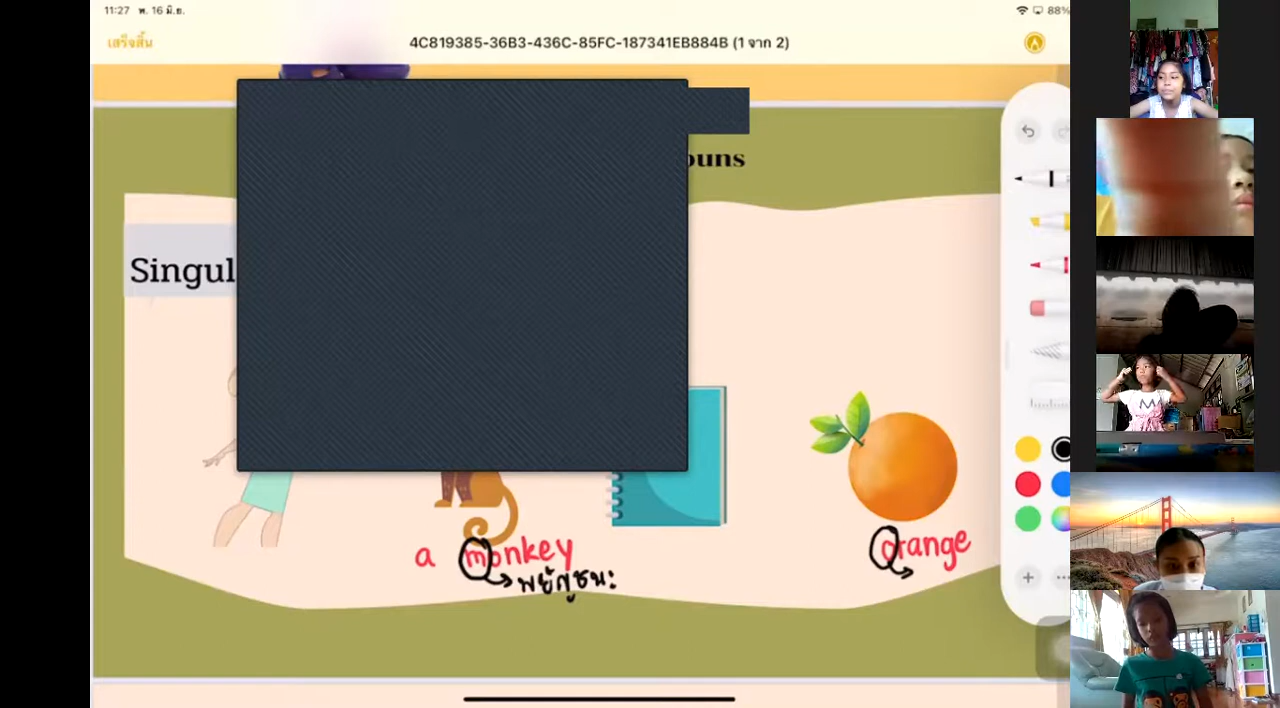 11:27 พ. 16 มิ.ย.
88%
เสร็จสิ้น
4C819385-36B3-436C-85FC-187341EB884B (1 จาก 2)
ouns
Singul
a monkey
orange
พยัญชนะ